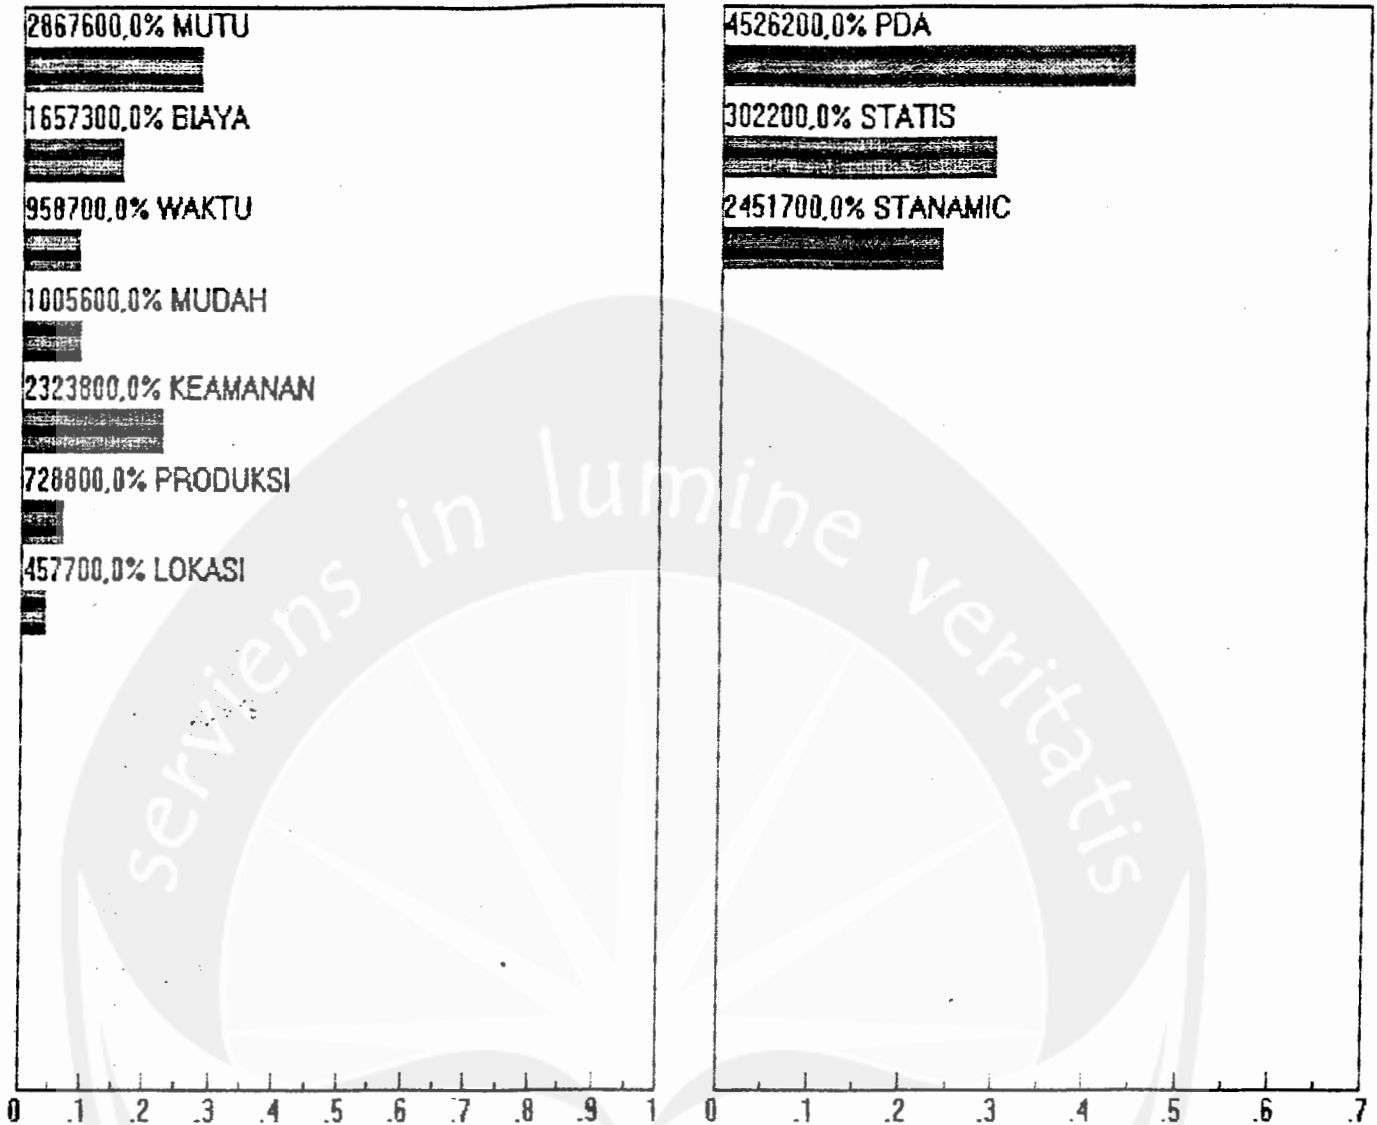 2867600,0% MUTU
1657300,0% BIAYA
958700,0% WAKTU
1005600,0% MUDAH
2323800,0% KEAMANAN
728800,0% PRODUKSI
457700,0% LOKASI
0 .1 .2 .3 .4 .5 .6 .7 .8 .9 1
4526200,0% PDA
302200,0% STATIS
2451700,0% STANAMIC
0 .1 .2 .3 .4 .5 .6 .7
serviens in lumine veritatis